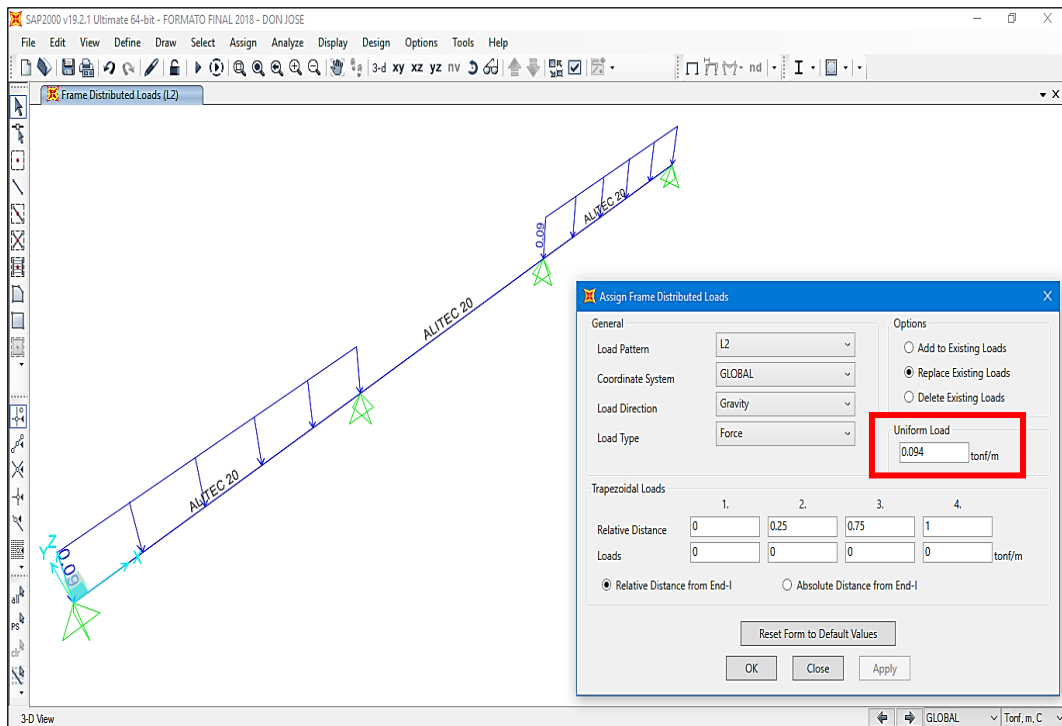 SAP2000 v19.2.1 Ultimate 64-bit - FORMATO FINAL 2018 - DON JOSE
File Edit View Define Draw Select Assign Analyze Display Design Options Tools Help
3-d xy xz yz nv nd
Frame Distributed Loads (L2)
ALITEC 20
0.09
ALITEC 20
ALITEC 20
0.09
Y Z X
all
PS
clr
Assign Frame Distributed Loads
General
Load Pattern L2
Coordinate System GLOBAL
Load Direction Gravity
Load Type Force
Options
Add to Existing Loads
Replace Existing Loads
Delete Existing Loads
Uniform Load
0.094 tonf/m
Trapezoidal Loads
1. 2. 3. 4.
Relative Distance 0 0.25 0.75 1
Loads 0 0 0 0 tonf/m
Relative Distance from End-I Absolute Distance from End-I
Reset Form to Default Values
OK Close Apply
3-D View GLOBAL Tonf, m, C